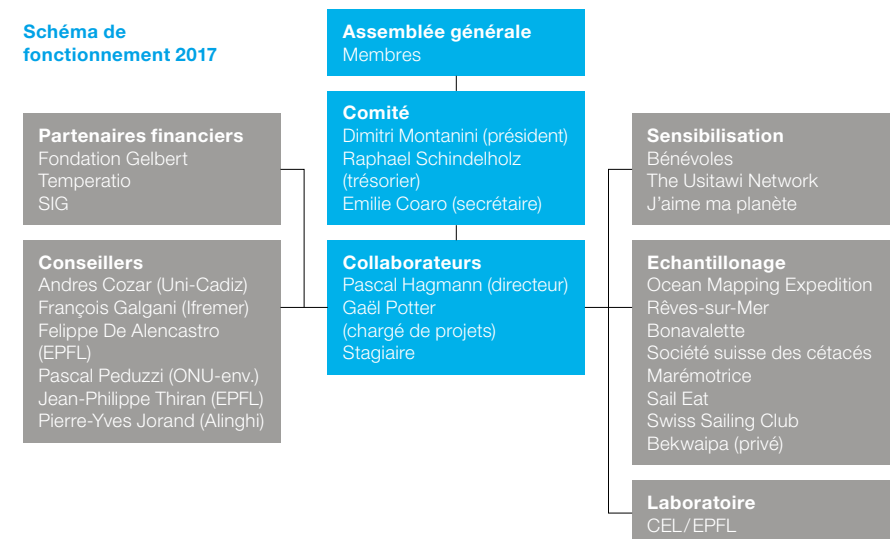 Schéma de
fonctionnement 2017
Assemblée générale
Membres
Comité
Dimitri Montanini (président)
Raphael Schindelholz
(trésorier)
Emilie Coaro (secrétaire)
Partenaires financiers
Fondation Gelbert
Temperatio
SIG
Sensibilisation
Bénévoles
The Usitawi Network
J'aime ma planète
Conseillers
Andres Cozar (Uni-Cadiz)
François Galgani (Ifremer)
Felippe De Alencastro
(EPFL)
Pascal Peduzzi (ONU-env.)
Jean-Philippe Thiran (EPFL)
Pierre-Yves Jorand (Alinghi)
Collaborateurs
Pascal Hagmann (directeur)
Gaël Potter
(chargé de projets)
Stagiaire
Echantillonage
Ocean Mapping Expedition
Rêves-sur-Mer
Bonavalette
Société suisse des cétacés
Marémotrice
Sail Eat
Swiss Sailing Club
Bekwaipa (privé)
Laboratoire
CEL/EPFL